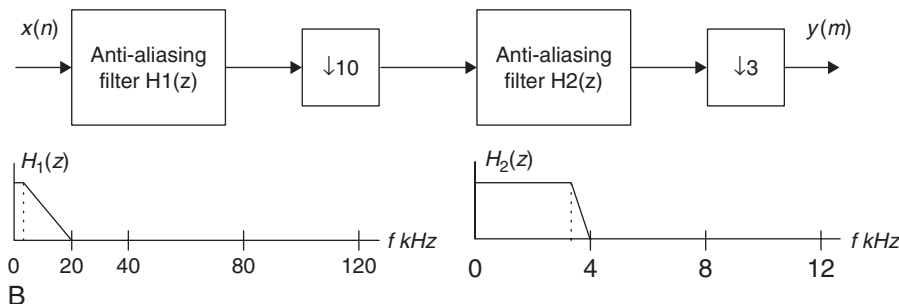 x(n)
y(m)
Anti-aliasing
filter H1(z)
↓10
Anti-aliasing
filter H2(z)
↓3
H1(z)
f kHz
0 20 40 80 120
H2(z)
f kHz
0 4 8 12
B